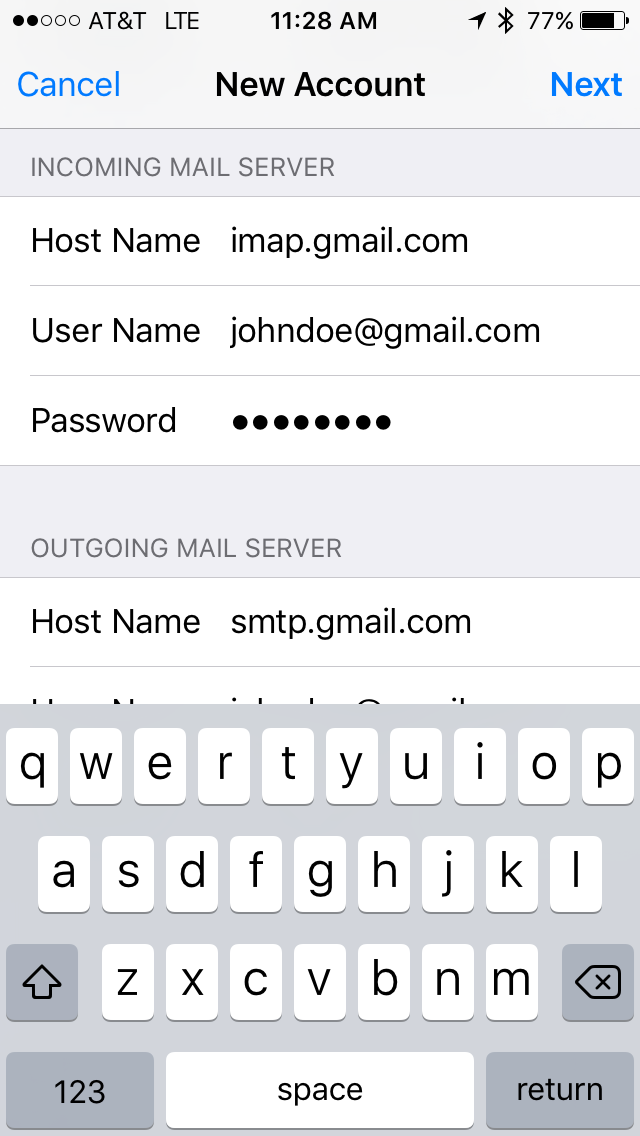 AT&T LTE 11:28 AM 77%
Cancel New Account Next
INCOMING MAIL SERVER
Host Name imap.gmail.com
User Name johndoe@gmail.com
Password ●●●●●●●●
OUTGOING MAIL SERVER
Host Name smtp.gmail.com
q w e r t y u i o p
a s d f g h j k l
z x c v b n m
123 space return